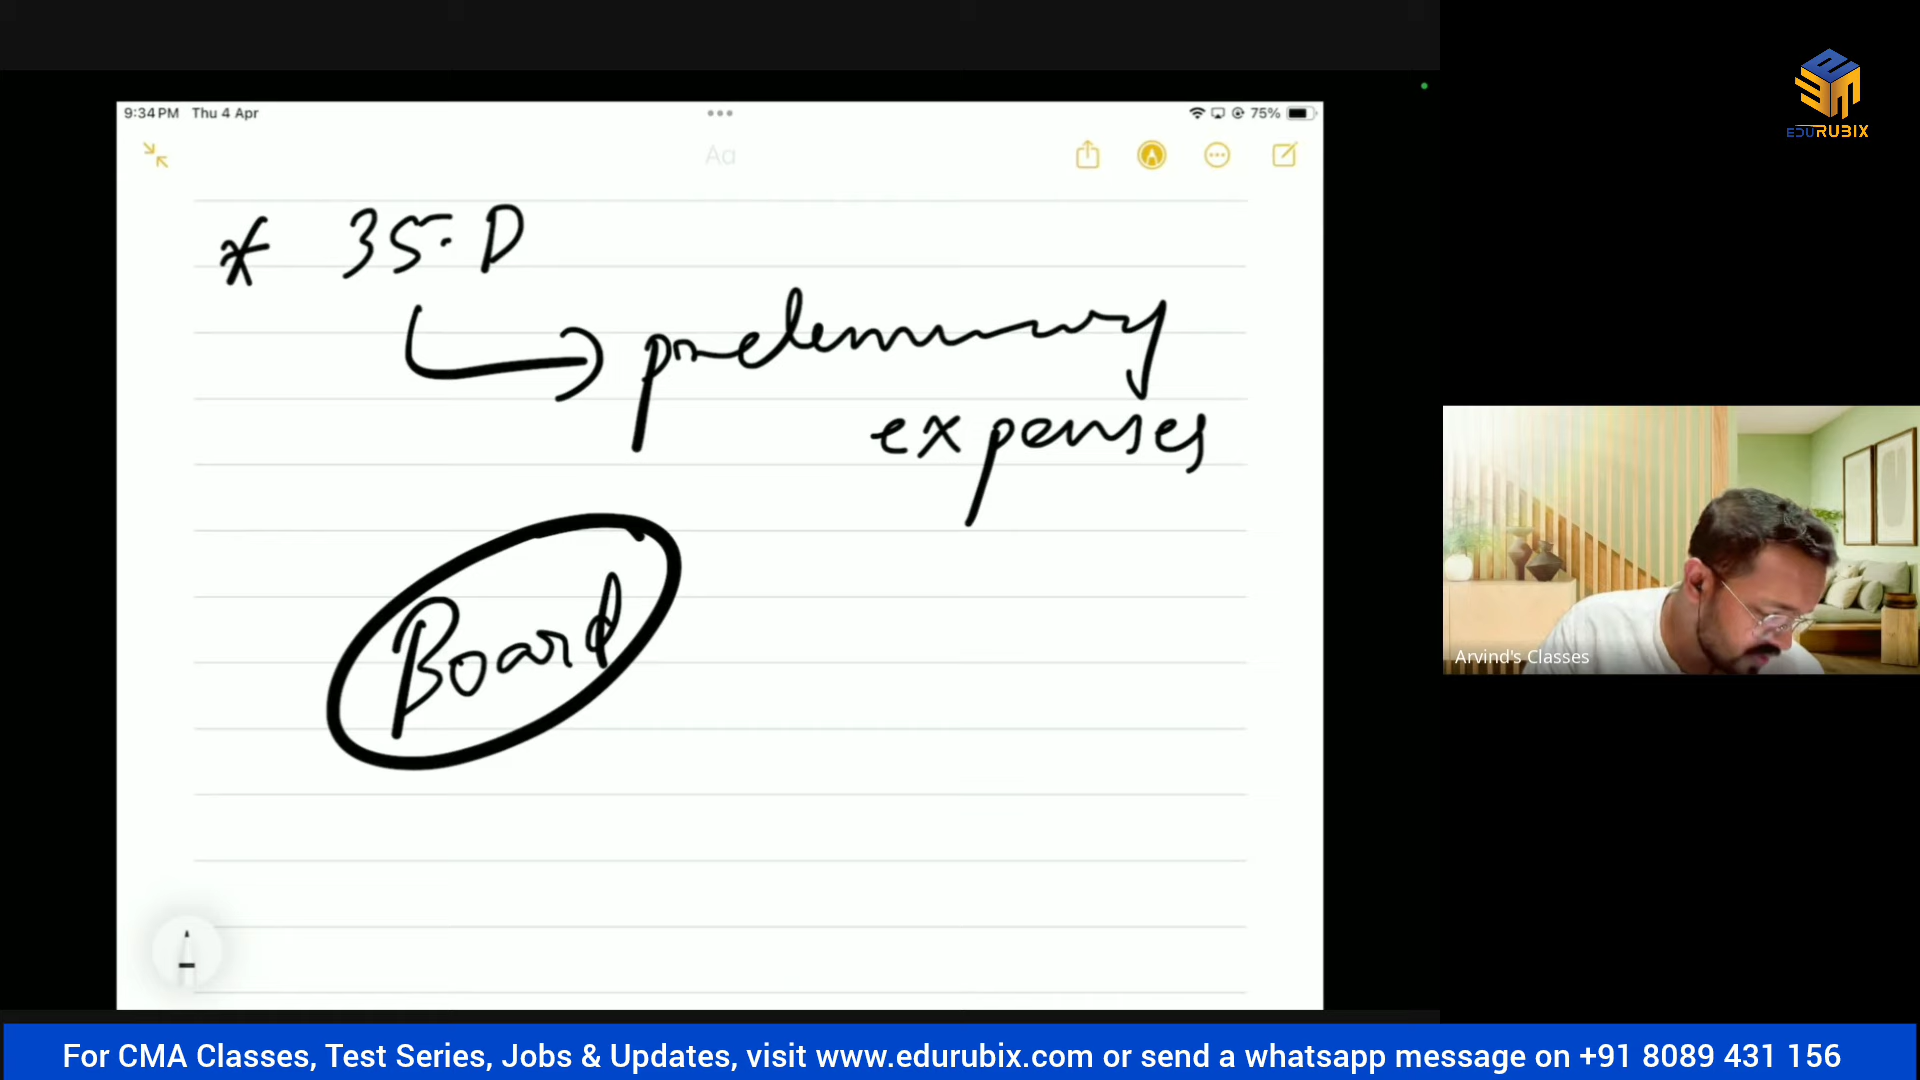 9:34 PM Thu 4 Apr
75%
Aa
* 35-D
preleminary
expenses
Board
EDURUBIX
Arvind's Classes
For CMA Classes, Test Series, Jobs & Updates, visit www.edurubix.com or send a whatsapp message on +91 8089 431 156